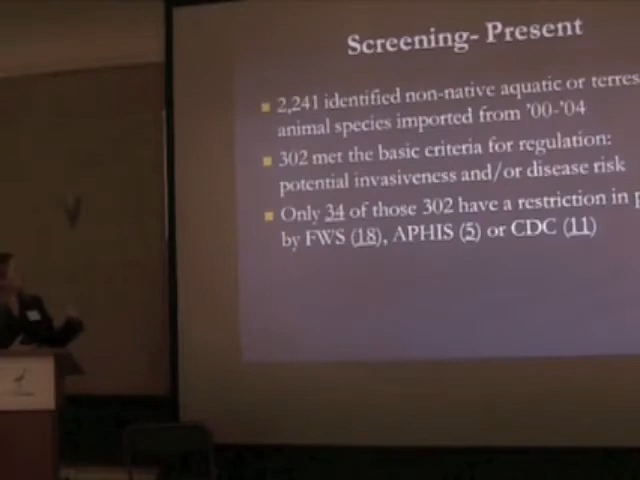 Screening- Present
2,241 identified non-native aquatic or
animal species imported from '00-'04
302 met the basic criteria for regulation:
potential invasiveness and/or disease risk
Only 34 of those 302 have a restriction in
by FWS (18), APHIS (5) or CDC (11)